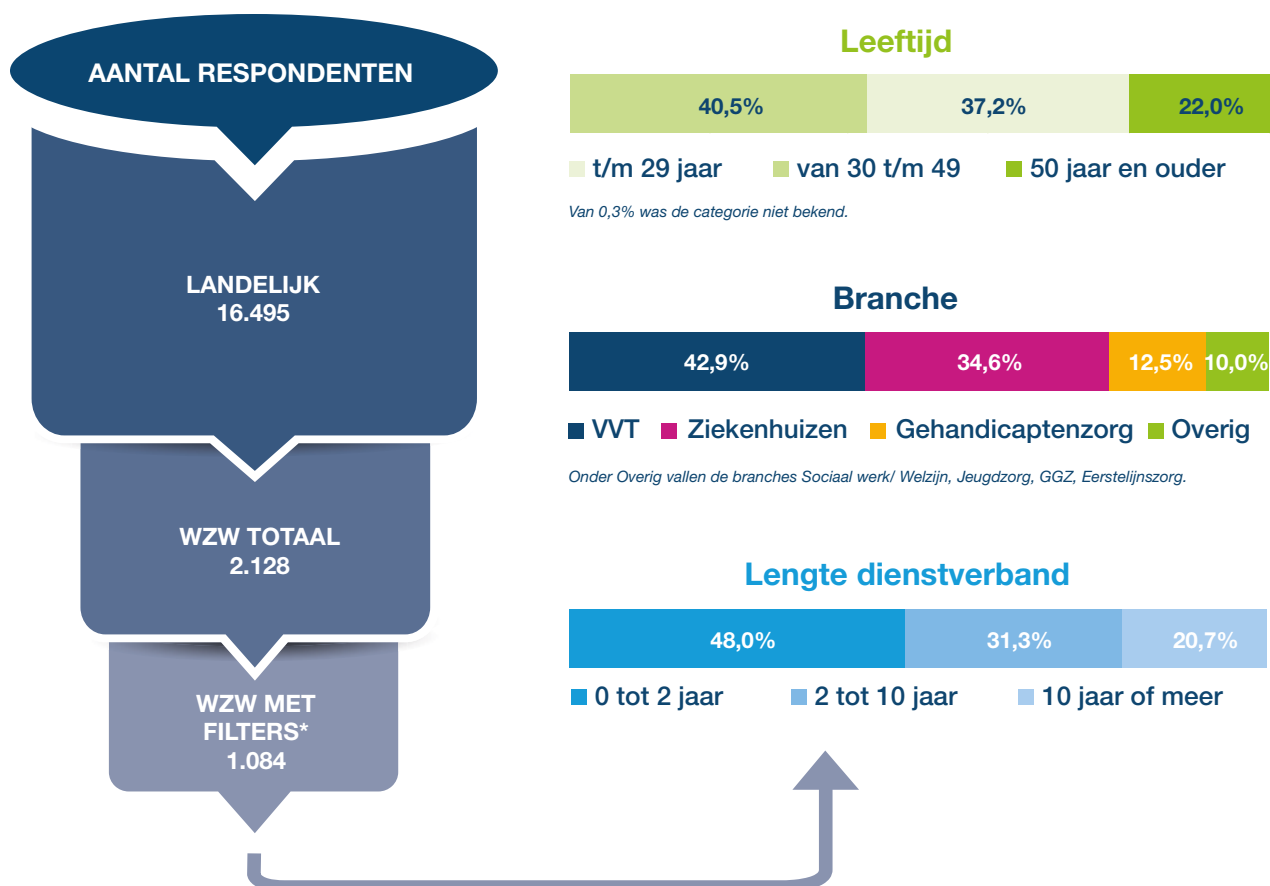 AANTAL RESPONDENTEN
LANDELIJK
16.495
WZW TOTAAL
2.128
WZW MET
FILTERS*
1.084
Leeftijd
40,5% 37,2% 22,0%
t/m 29 jaar van 30 t/m 49 50 jaar en ouder
Van 0,3% was de categorie niet bekend.
Branche
42,9% 34,6% 12,5% 10,0%
VVT Ziekenhuizen Gehandicaptenzorg Overig
Onder Overig vallen de branches Sociaal werk/ Welzijn, Jeugdzorg, GGZ, Eerstelijnszorg.
Lengte dienstverband
48,0% 31,3% 20,7%
0 tot 2 jaar 2 tot 10 jaar 10 jaar of meer